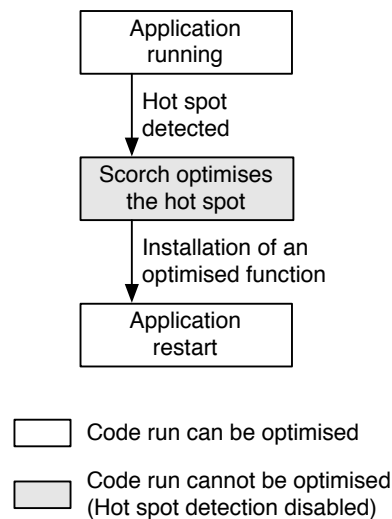 Application
running
Hot spot
detected
Scorch optimises
the hot spot
Installation of an
optimised function
Application
restart
Code run can be optimised
Code run cannot be optimised
(Hot spot detection disabled)